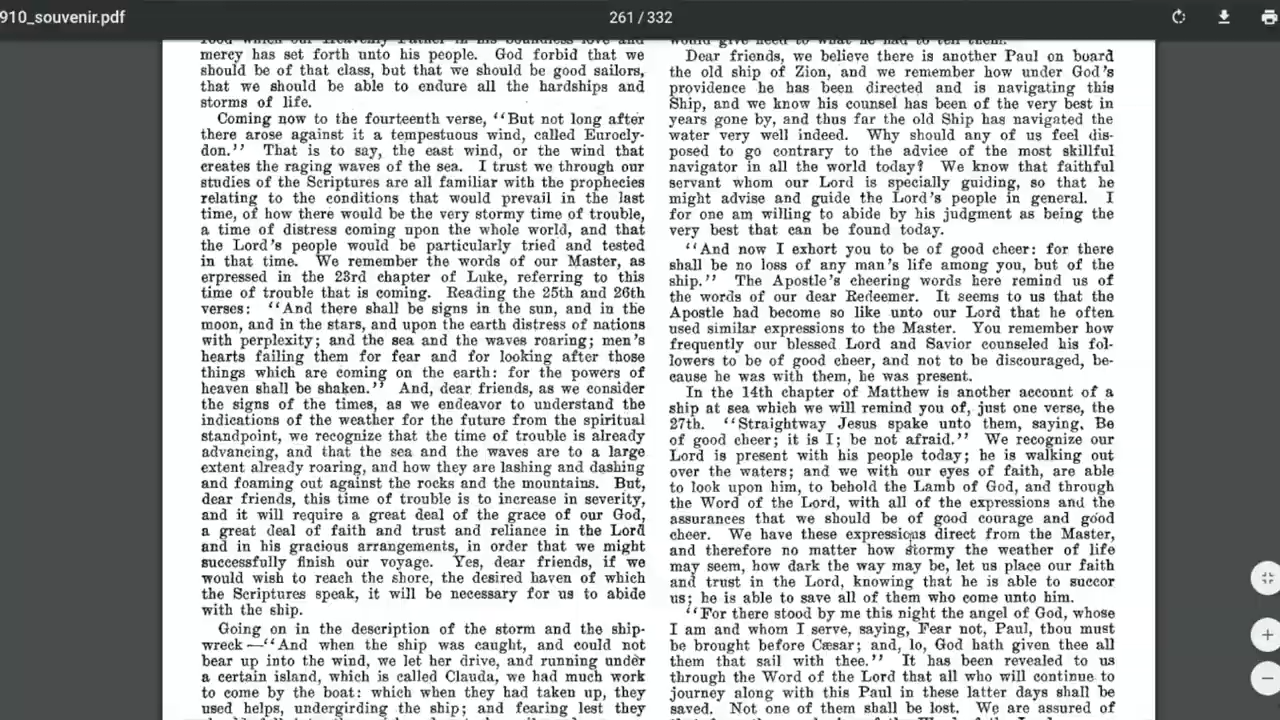 910_souvenir.pdf
261 / 332
mercy has set forth unto his people. God forbid that we
should be of that class, but that we should be good sailors,
that we should be able to endure all the hardships and
storms of life.
Coming now to the fourteenth verse, "But not long after
there arose against it a tempestuous wind, called Eurocly-
don." That is to say, the east wind, or the wind that
creates the raging waves of the sea. I trust we through our
studies of the Scriptures are all familiar with the prophecies
relating to the conditions that would prevail in the last
time, of how there would be the very stormy time of trouble,
a time of distress coming upon the whole world, and that
the Lord's people would be particularly tried and tested
in that time. We remember the words of our Master, as
erpressed in the 23rd chapter of Luke, referring to this
time of trouble that is coming. Reading the 25th and 26th
verses: "And there shall be signs in the sun, and in the
moon, and in the stars, and upon the earth distress of nations
with perplexity; and the sea and the waves roaring; men's
hearts failing them for fear and for looking after those
things which are coming on the earth: for the powers of
heaven shall be shaken." And, dear friends, as we consider
the signs of the times, as we endeavor to understand the
indications of the weather for the future from the spiritual
standpoint, we recognize that the time of trouble is already
advancing, and that the sea and the waves are to a large
extent already roaring, and how they are lashing and dashing
and foaming out against the rocks and the mountains. But,
dear friends, this time of trouble is to increase in severity,
and it will require a great deal of the grace of our God,
a great deal of faith and trust and reliance in the Lord
and in his gracious arrangements, in order that we might
successfully finish our voyage. Yes, dear friends, if we
would wish to reach the shore, the desired haven of which
the Scriptures speak, it will be necessary for us to abide
with the ship.
Going on in the description of the storm and the ship-
wreck—"And when the ship was caught, and could not
bear up into the wind, we let her drive, and running under
a certain island, which is called Clauda, we had much work
to come by the boat: which when they had taken up, they
used helps, undergirding the ship; and fearing lest they
would give heed to what he had to tell them.
Dear friends, we believe there is another Paul on board
the old ship of Zion, and we remember how under God's
providence he has been directed and is navigating this
Ship, and we know his counsel has been of the very best in
years gone by, and thus far the old Ship has navigated the
water very well indeed. Why should any of us feel dis-
posed to go contrary to the advice of the most skillful
navigator in all the world today? We know that faithful
servant whom our Lord is specially guiding, so that he
might advise and guide the Lord's people in general. I
for one am willing to abide by his judgment as being the
very best that can be found today.
"And now I exhort you to be of good cheer: for there
shall be no loss of any man's life among you, but of the
ship." The Apostle's cheering words here remind us of
the words of our dear Redeemer. It seems to us that the
Apostle had become so like unto our Lord that he often
used similar expressions to the Master. You remember how
frequently our blessed Lord and Savior counseled his fol-
lowers to be of good cheer, and not to be discouraged, be-
cause he was with them, he was present.
In the 14th chapter of Matthew is another account of a
ship at sea which we will remind you of, just one verse, the
27th. "Straightway Jesus spake unto them, saying, Be
of good cheer; it is I; be not afraid." We recognize our
Lord is present with his people today; he is walking out
over the waters; and we with our eyes of faith, are able
to look upon him, to behold the Lamb of God, and through
the Word of the Lord, with all of the expressions and the
assurances that we should be of good courage and good
cheer. We have these expressions direct from the Master,
and therefore no matter how stormy the weather of life
may seem, how dark the way may be, let us place our faith
and trust in the Lord, knowing that he is able to succor
us; he is able to save all of them who come unto him.
"For there stood by me this night the angel of God, whose
I am and whom I serve, saying, Fear not, Paul, thou must
be brought before Cæsar; and, lo, God hath given thee all
them that sail with thee." It has been revealed to us
through the Word of the Lord that all who will continue to
journey along with this Paul in these latter days shall be
saved. Not one of them shall be lost. We are assured of